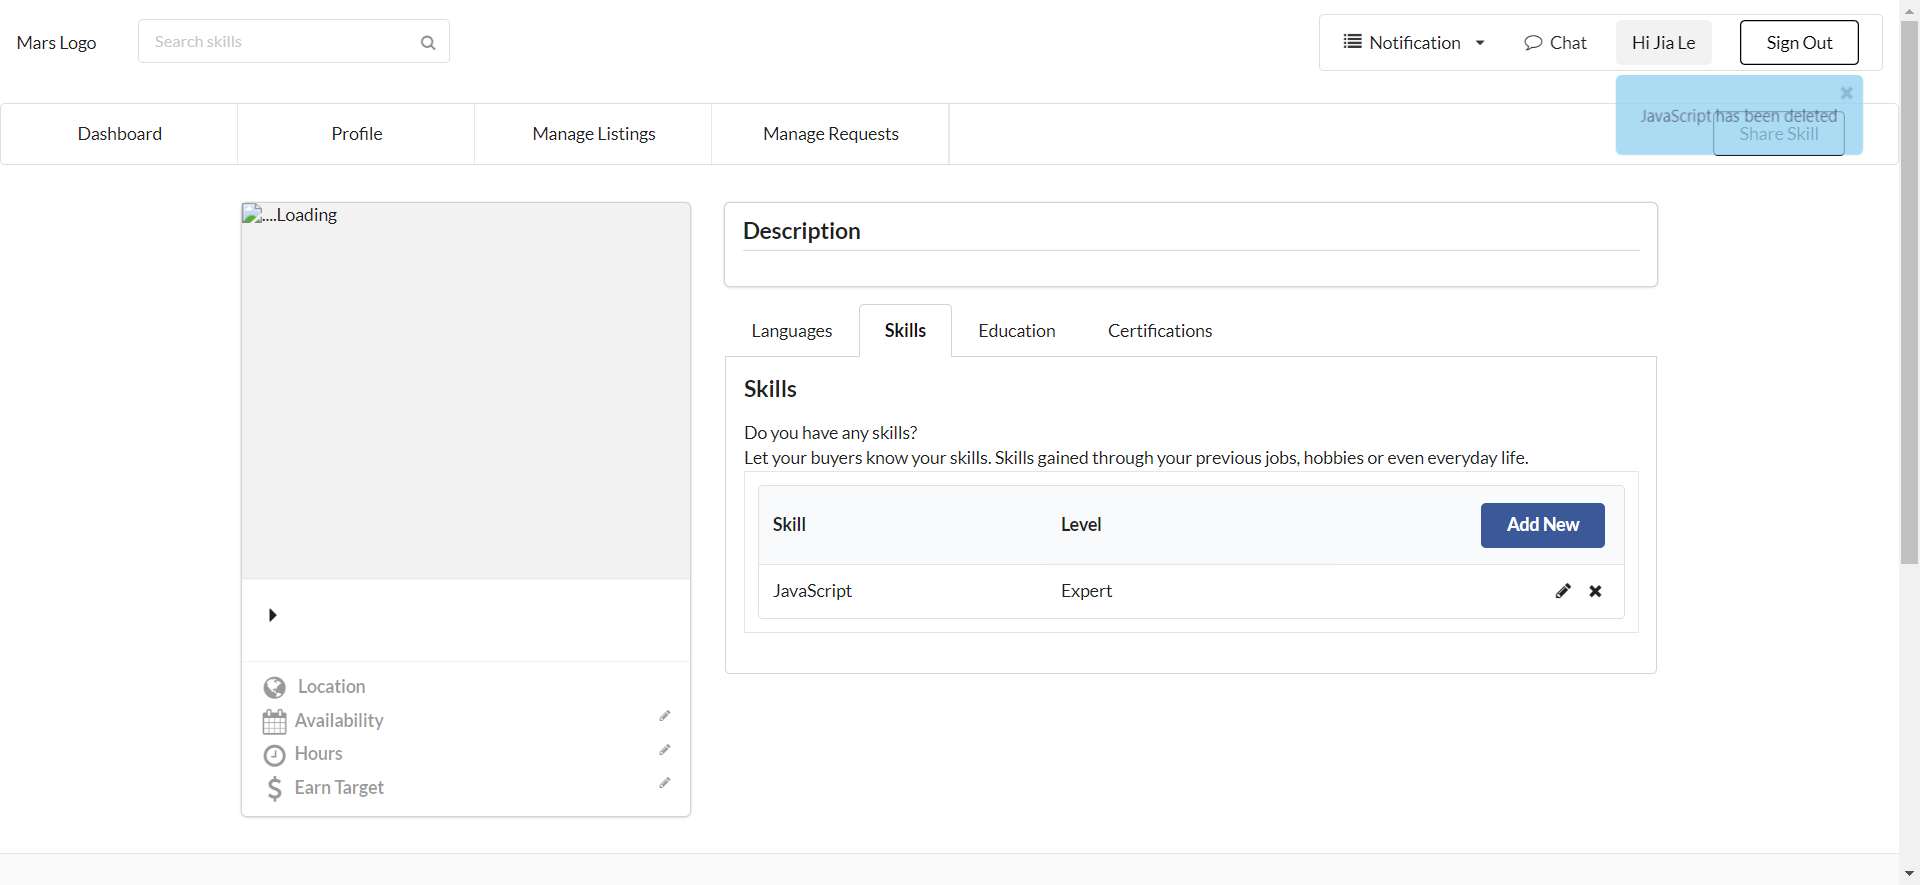 Mars Logo
Search skills
Notification
Chat
Hi Jia Le
Sign Out
JavaScript has been deleted
Dashboard
Profile
Manage Listings
Manage Requests
Share Skill
....Loading
Description
Languages
Skills
Education
Certifications
Skills
Do you have any skills?
Let your buyers know your skills. Skills gained through your previous jobs, hobbies or even everyday life.
Skill
Level
Add New
JavaScript
Expert
Location
Availability
Hours
Earn Target